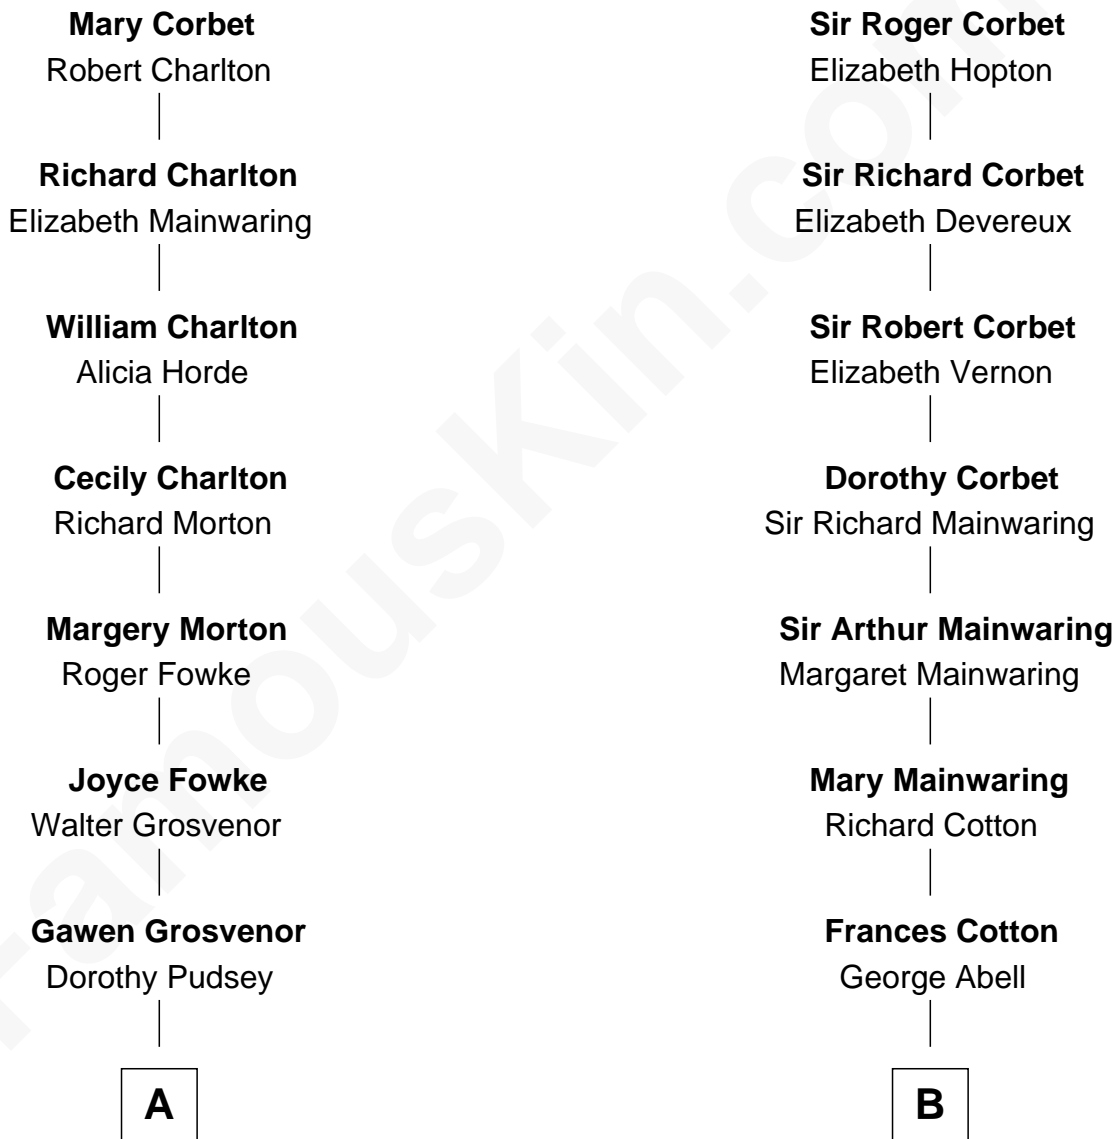 Mary Corbet
Robert Charlton
Richard Charlton
Elizabeth Mainwaring
William Charlton
Alicia Horde
Cecily Charlton
Richard Morton
Margery Morton
Roger Fowke
Joyce Fowke
Walter Grosvenor
Gawen Grosvenor
Dorothy Pudsey
A
Sir Roger Corbet
Elizabeth Hopton
Sir Richard Corbet
Elizabeth Devereux
Sir Robert Corbet
Elizabeth Vernon
Dorothy Corbet
Sir Richard Mainwaring
Sir Arthur Mainwaring
Margaret Mainwaring
Mary Mainwaring
Richard Cotton
Frances Cotton
George Abell
B
FamousKin.com